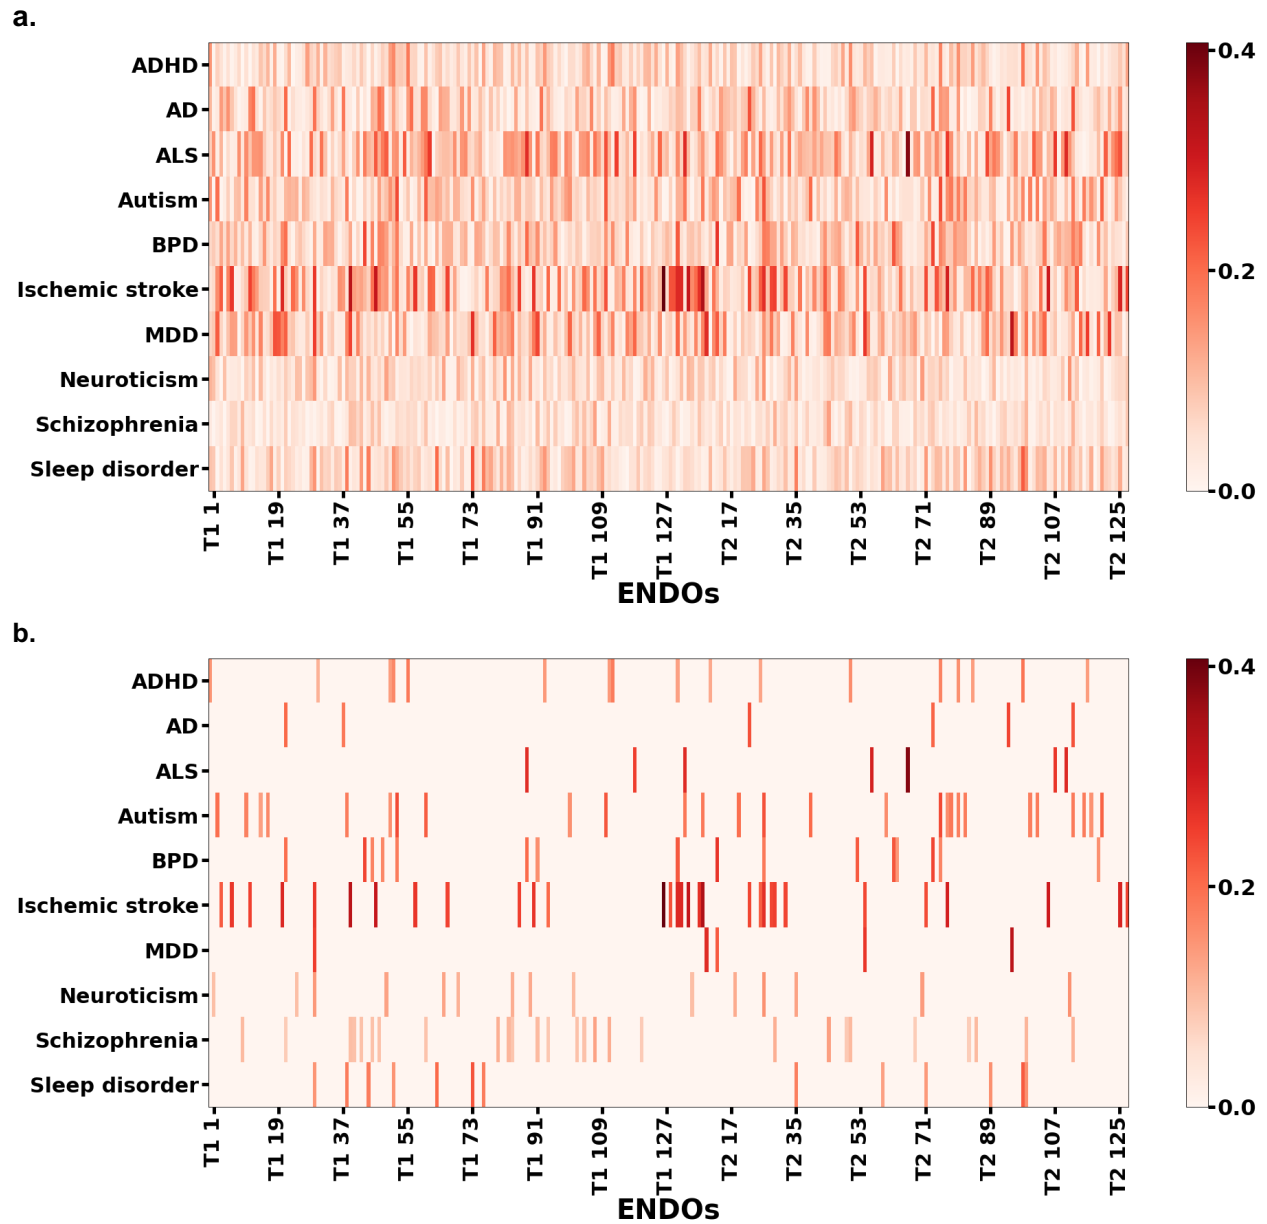 a.
ADHD
AD
ALS
Autism
BPD
Ischemic stroke
MDD
Neuroticism
Schizophrenia
Sleep disorder
T1 1
T1 19
T1 37
T1 55
T1 73
T1 91
T1 109
T1 127
T2 17
T2 35
T2 53
T2 71
T2 89
T2 107
T2 125
ENDOs
0.4
0.2
0.0
b.
ADHD
AD
ALS
Autism
BPD
Ischemic stroke
MDD
Neuroticism
Schizophrenia
Sleep disorder
T1 1
T1 19
T1 37
T1 55
T1 73
T1 91
T1 109
T1 127
T2 17
T2 35
T2 53
T2 71
T2 89
T2 107
T2 125
ENDOs
0.4
0.2
0.0